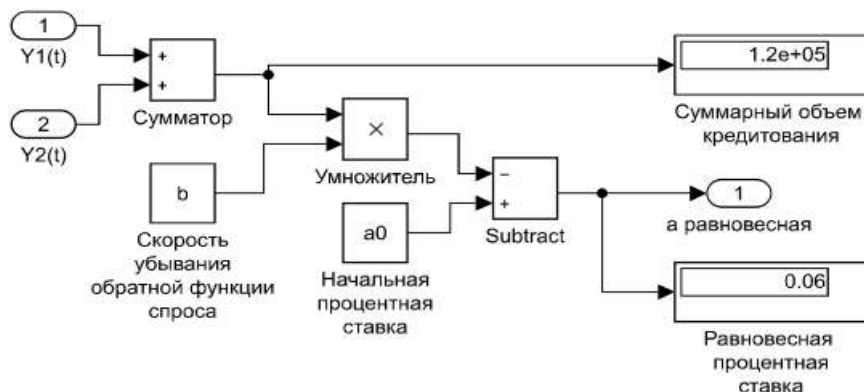 1
Y1(t)
2
Y2(t)
+
+
Сумматор
1.2e+05
Суммарный объем
кредитования
×
Умножитель
b
Скорость
убывания
обратной функции
спроса
a0
Начальная
процентная
ставка
−
+
Subtract
1
а равновесная
0.06
Равновесная
процентная
ставка